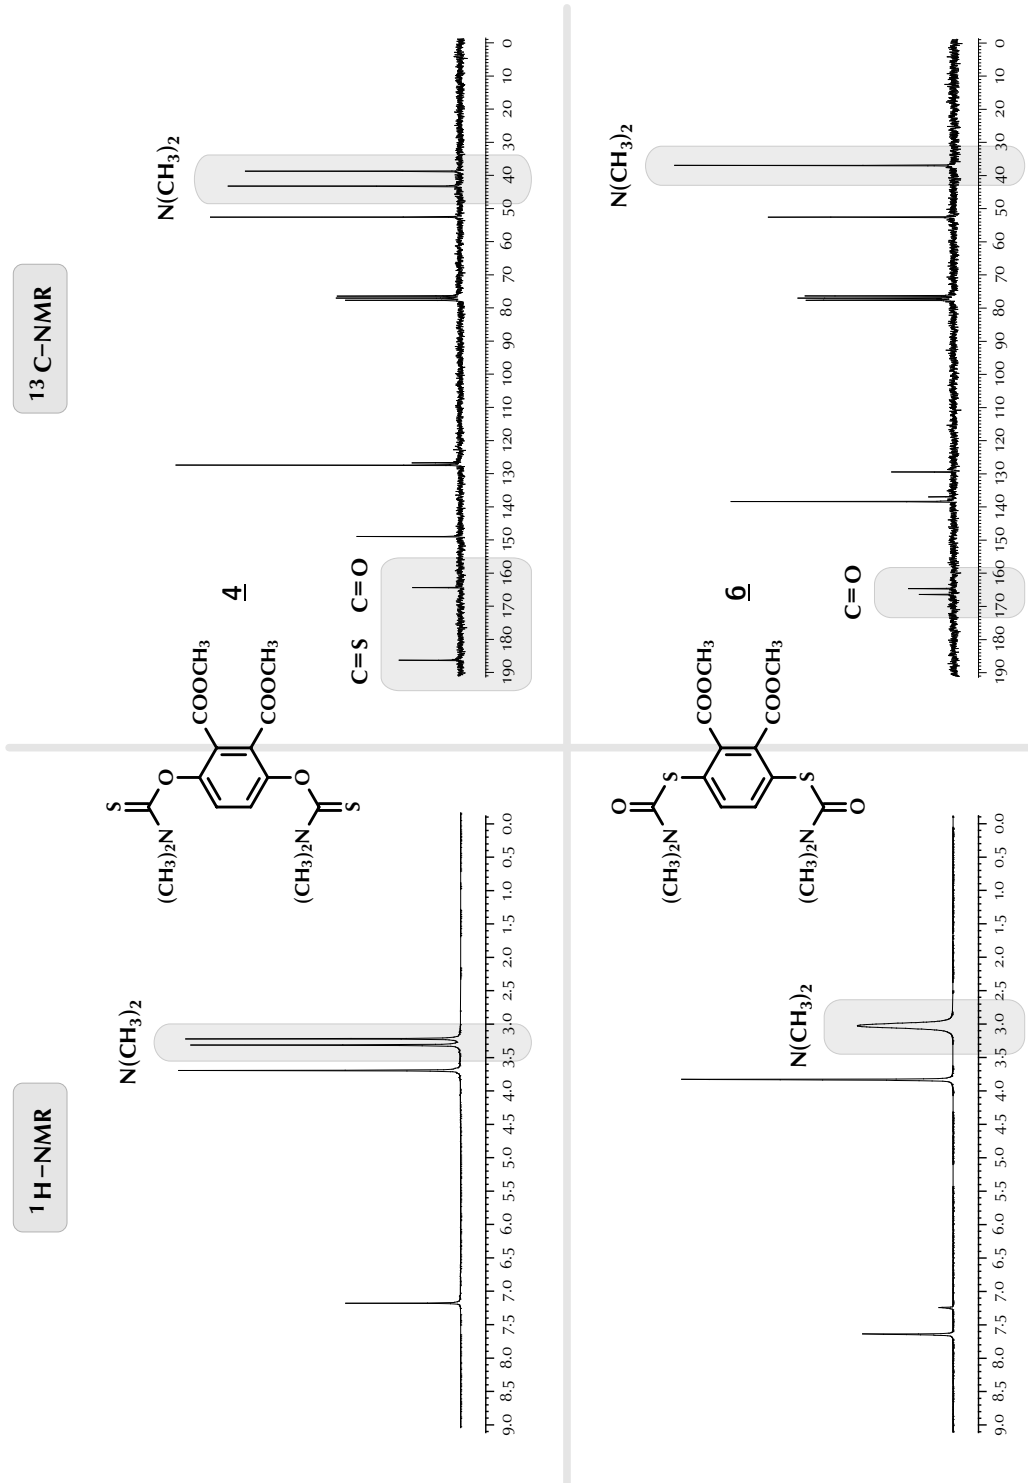 ¹H–NMR
¹³C–NMR
N(CH₃)₂
S
(CH₃)₂N O
COOCH₃
COOCH₃
(CH₃)₂N O
S
4
N(CH₃)₂
C=S C=O
9.0 8.5 8.0 7.5 7.0 6.5 6.0 5.5 5.0 4.5 4.0 3.5 3.0 2.5 2.0 1.5 1.0 0.5 0.0
190 180 170 160 150 140 130 120 110 100 90 80 70 60 50 40 30 20 10 0
N(CH₃)₂
O
(CH₃)₂N S
COOCH₃
COOCH₃
(CH₃)₂N S
O
6
N(CH₃)₂
C=O
9.0 8.5 8.0 7.5 7.0 6.5 6.0 5.5 5.0 4.5 4.0 3.5 3.0 2.5 2.0 1.5 1.0 0.5 0.0
190 180 170 160 150 140 130 120 110 100 90 80 70 60 50 40 30 20 10 0